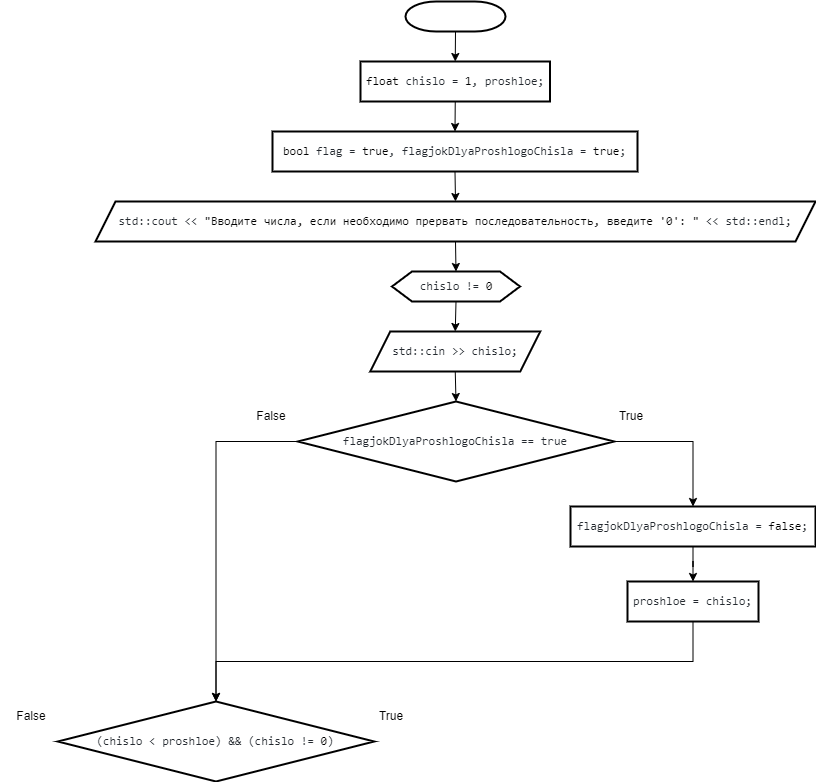 float chislo = 1, proshloe;
bool flag = true, flagjokDlyaProshlogoChisla = true;
std::cout << "Вводите числа, если необходимо прервать последовательность, введите '0': " << std::endl;
chislo != 0
std::cin >> chislo;
False
True
flagjokDlyaProshlogoChisla == true
flagjokDlyaProshlogoChisla = false;
proshloe = chislo;
False
True
(chislo < proshloe) && (chislo != 0)